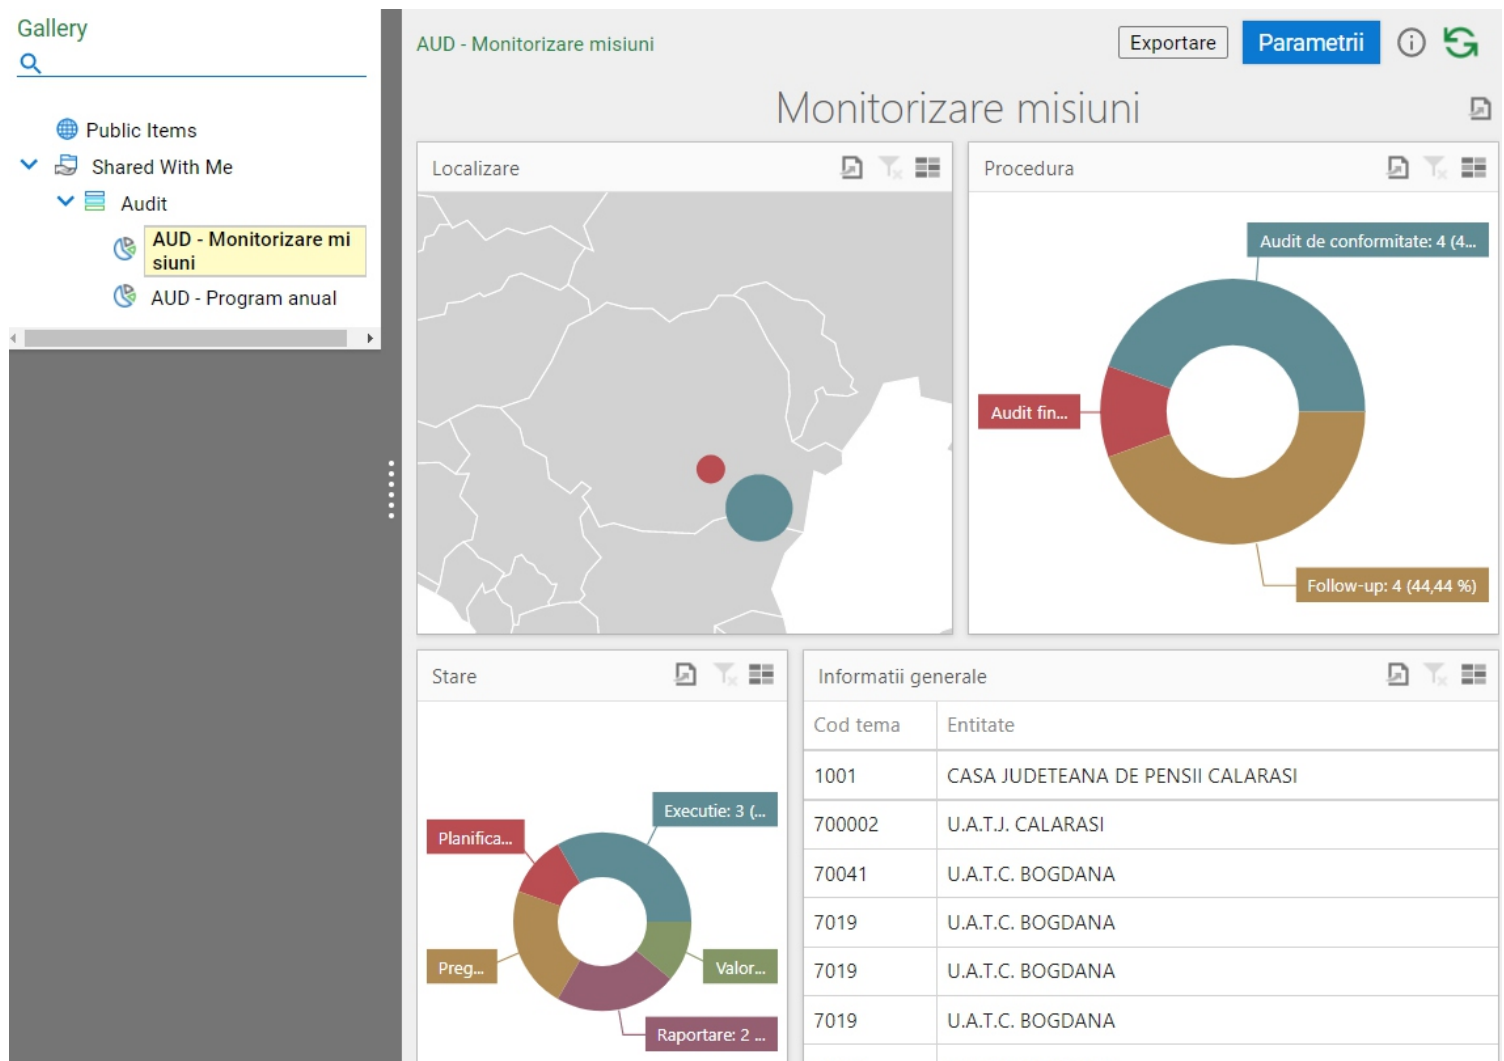 Gallery
Public Items
Shared With Me
Audit
AUD - Monitorizare mi
siuni
AUD - Program anual
AUD - Monitorizare misiuni
Exportare
Parametrii
Monitorizare misiuni
Localizare
Procedura
Audit de conformitate: 4 (4...
Audit fin...
Follow-up: 4 (44,44 %)
Stare
Executie: 3 (...
Planifica...
Preg...
Valor...
Raportare: 2 ...
Informatii generale
Cod tema Entitate
1001 CASA JUDETEANA DE PENSII CALARASI
700002 U.A.T.J. CALARASI
70041 U.A.T.C. BOGDANA
7019 U.A.T.C. BOGDANA
7019 U.A.T.C. BOGDANA
7019 U.A.T.C. BOGDANA